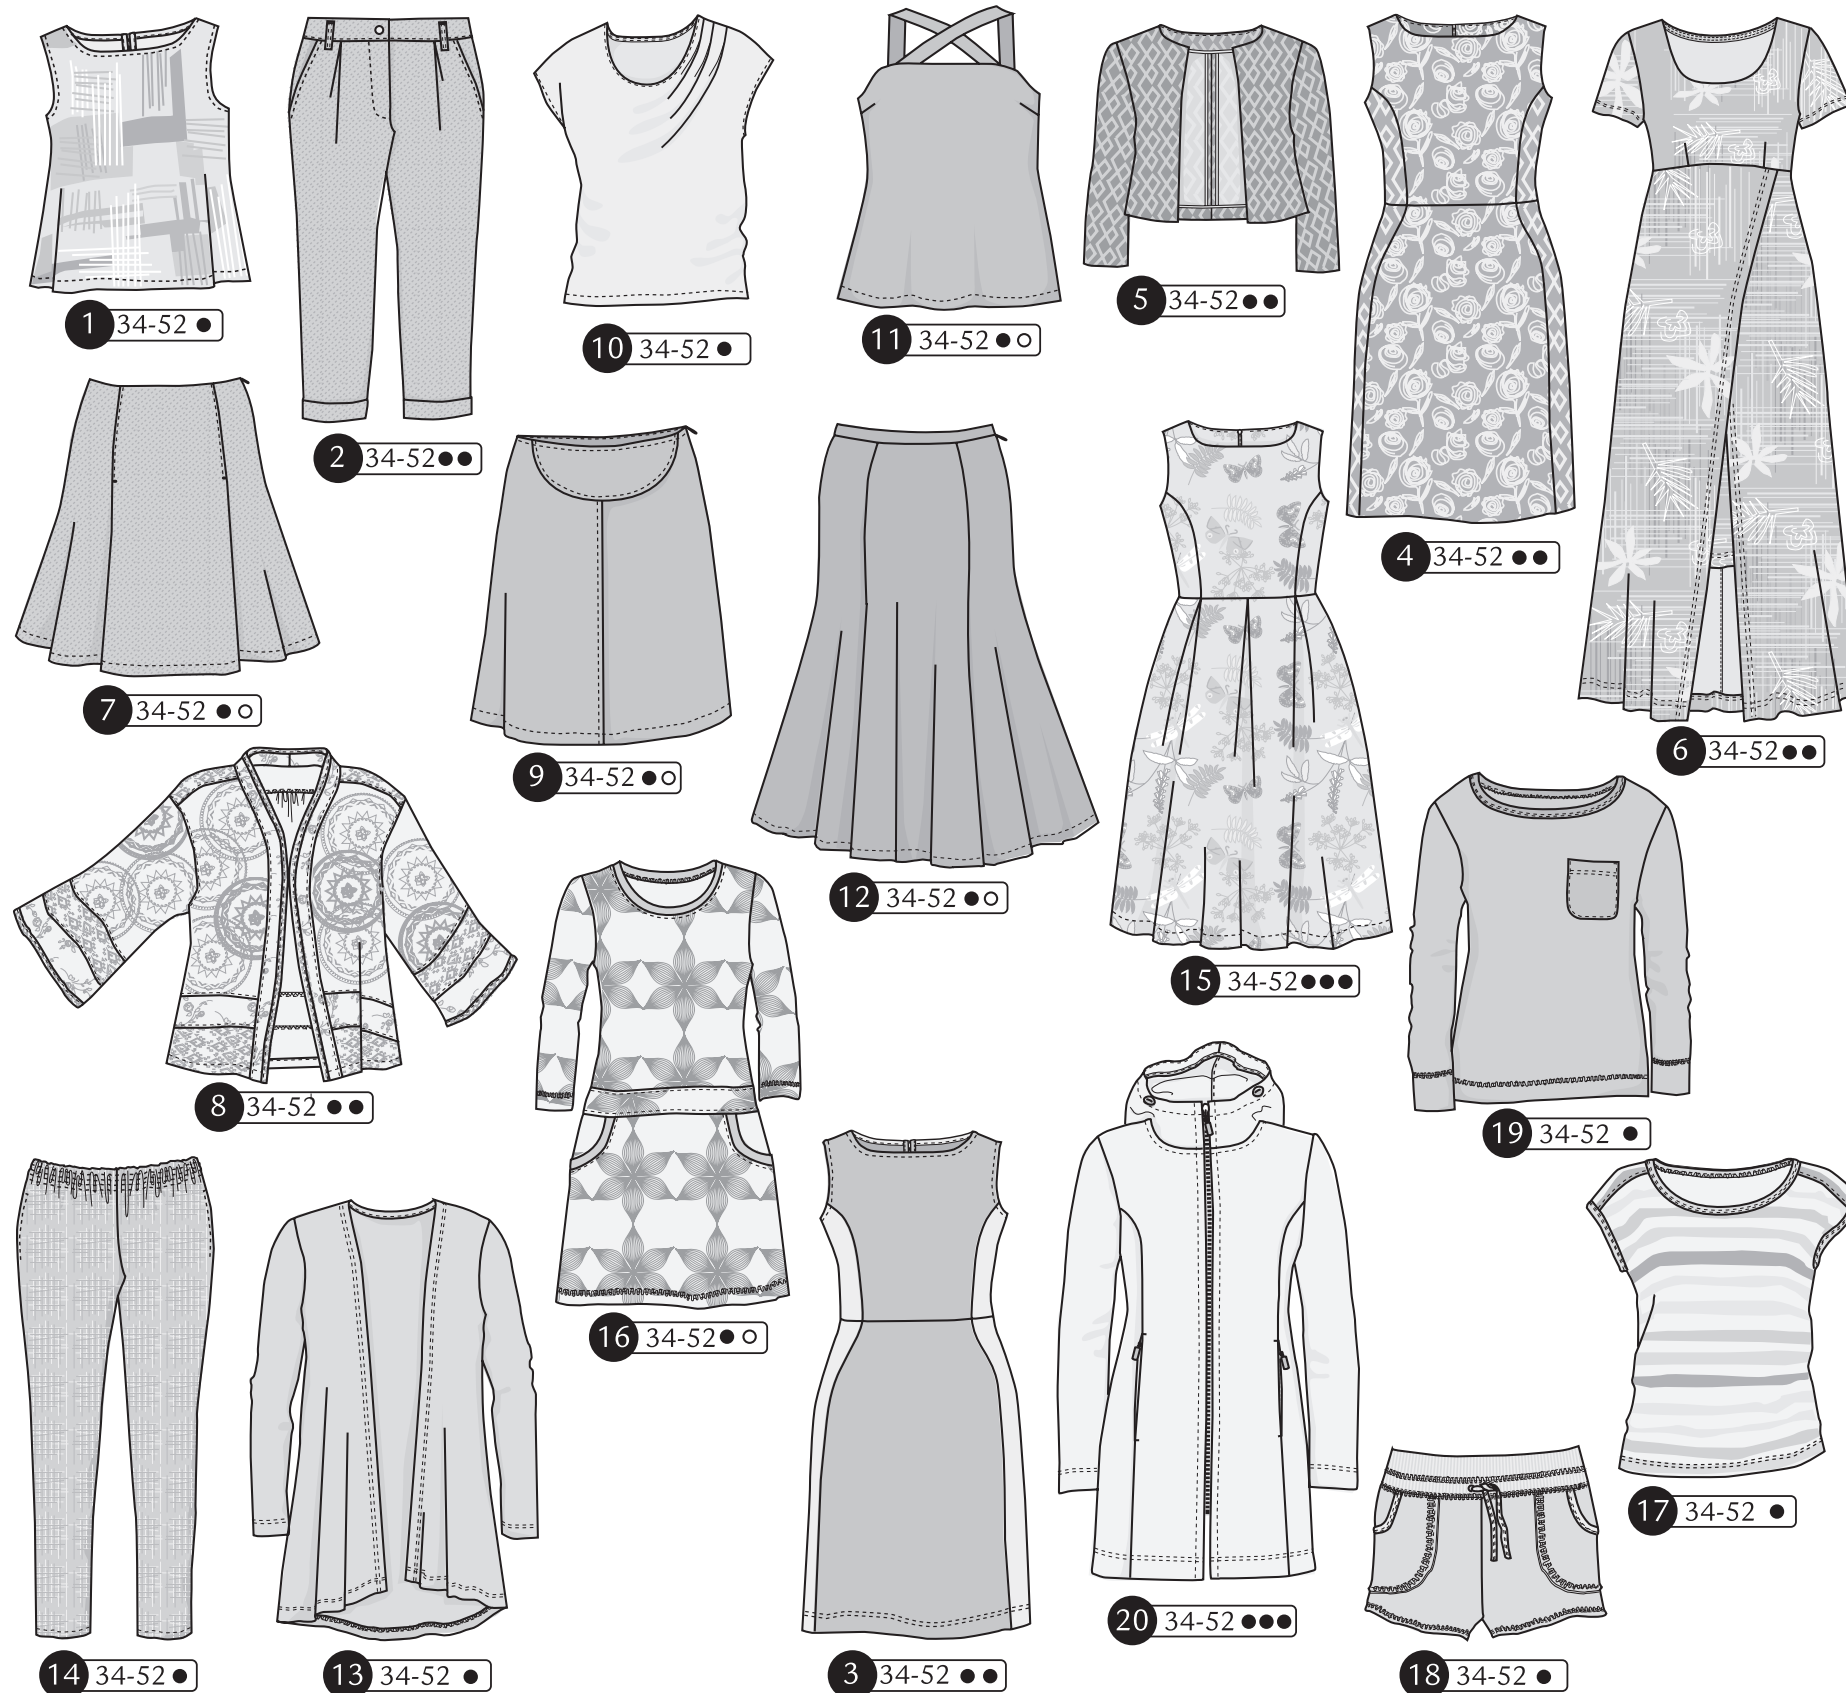 1 34-52 ●
10 34-52 ●
11 34-52 ●○
5 34-52 ●●
2 34-52 ●●
4 34-52 ●●
7 34-52 ●○
9 34-52 ●○
6 34-52 ●●
12 34-52 ●○
15 34-52 ●●●
8 34-52 ●●
19 34-52 ●
16 34-52 ●○
17 34-52 ●
20 34-52 ●●●
14 34-52 ●
13 34-52 ●
3 34-52 ●●
18 34-52 ●